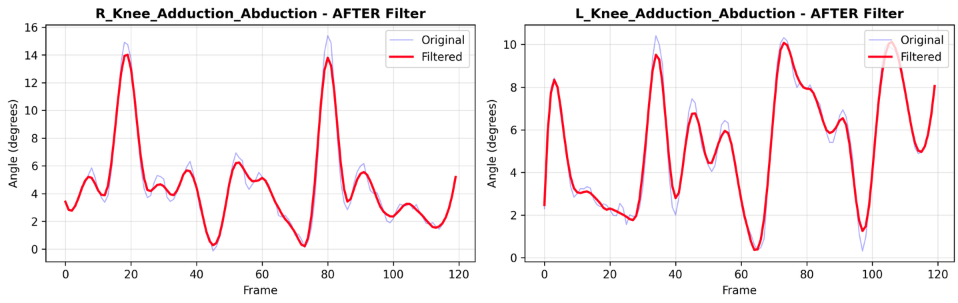 R_Knee_Adduction_Abduction - AFTER Filter
Angle (degrees)
16
14
12
10
8
6
4
2
0
Original
Filtered
0 20 40 60 80 100 120
Frame
L_Knee_Adduction_Abduction - AFTER Filter
Angle (degrees)
10
8
6
4
2
0
Original
Filtered
0 20 40 60 80 100 120
Frame